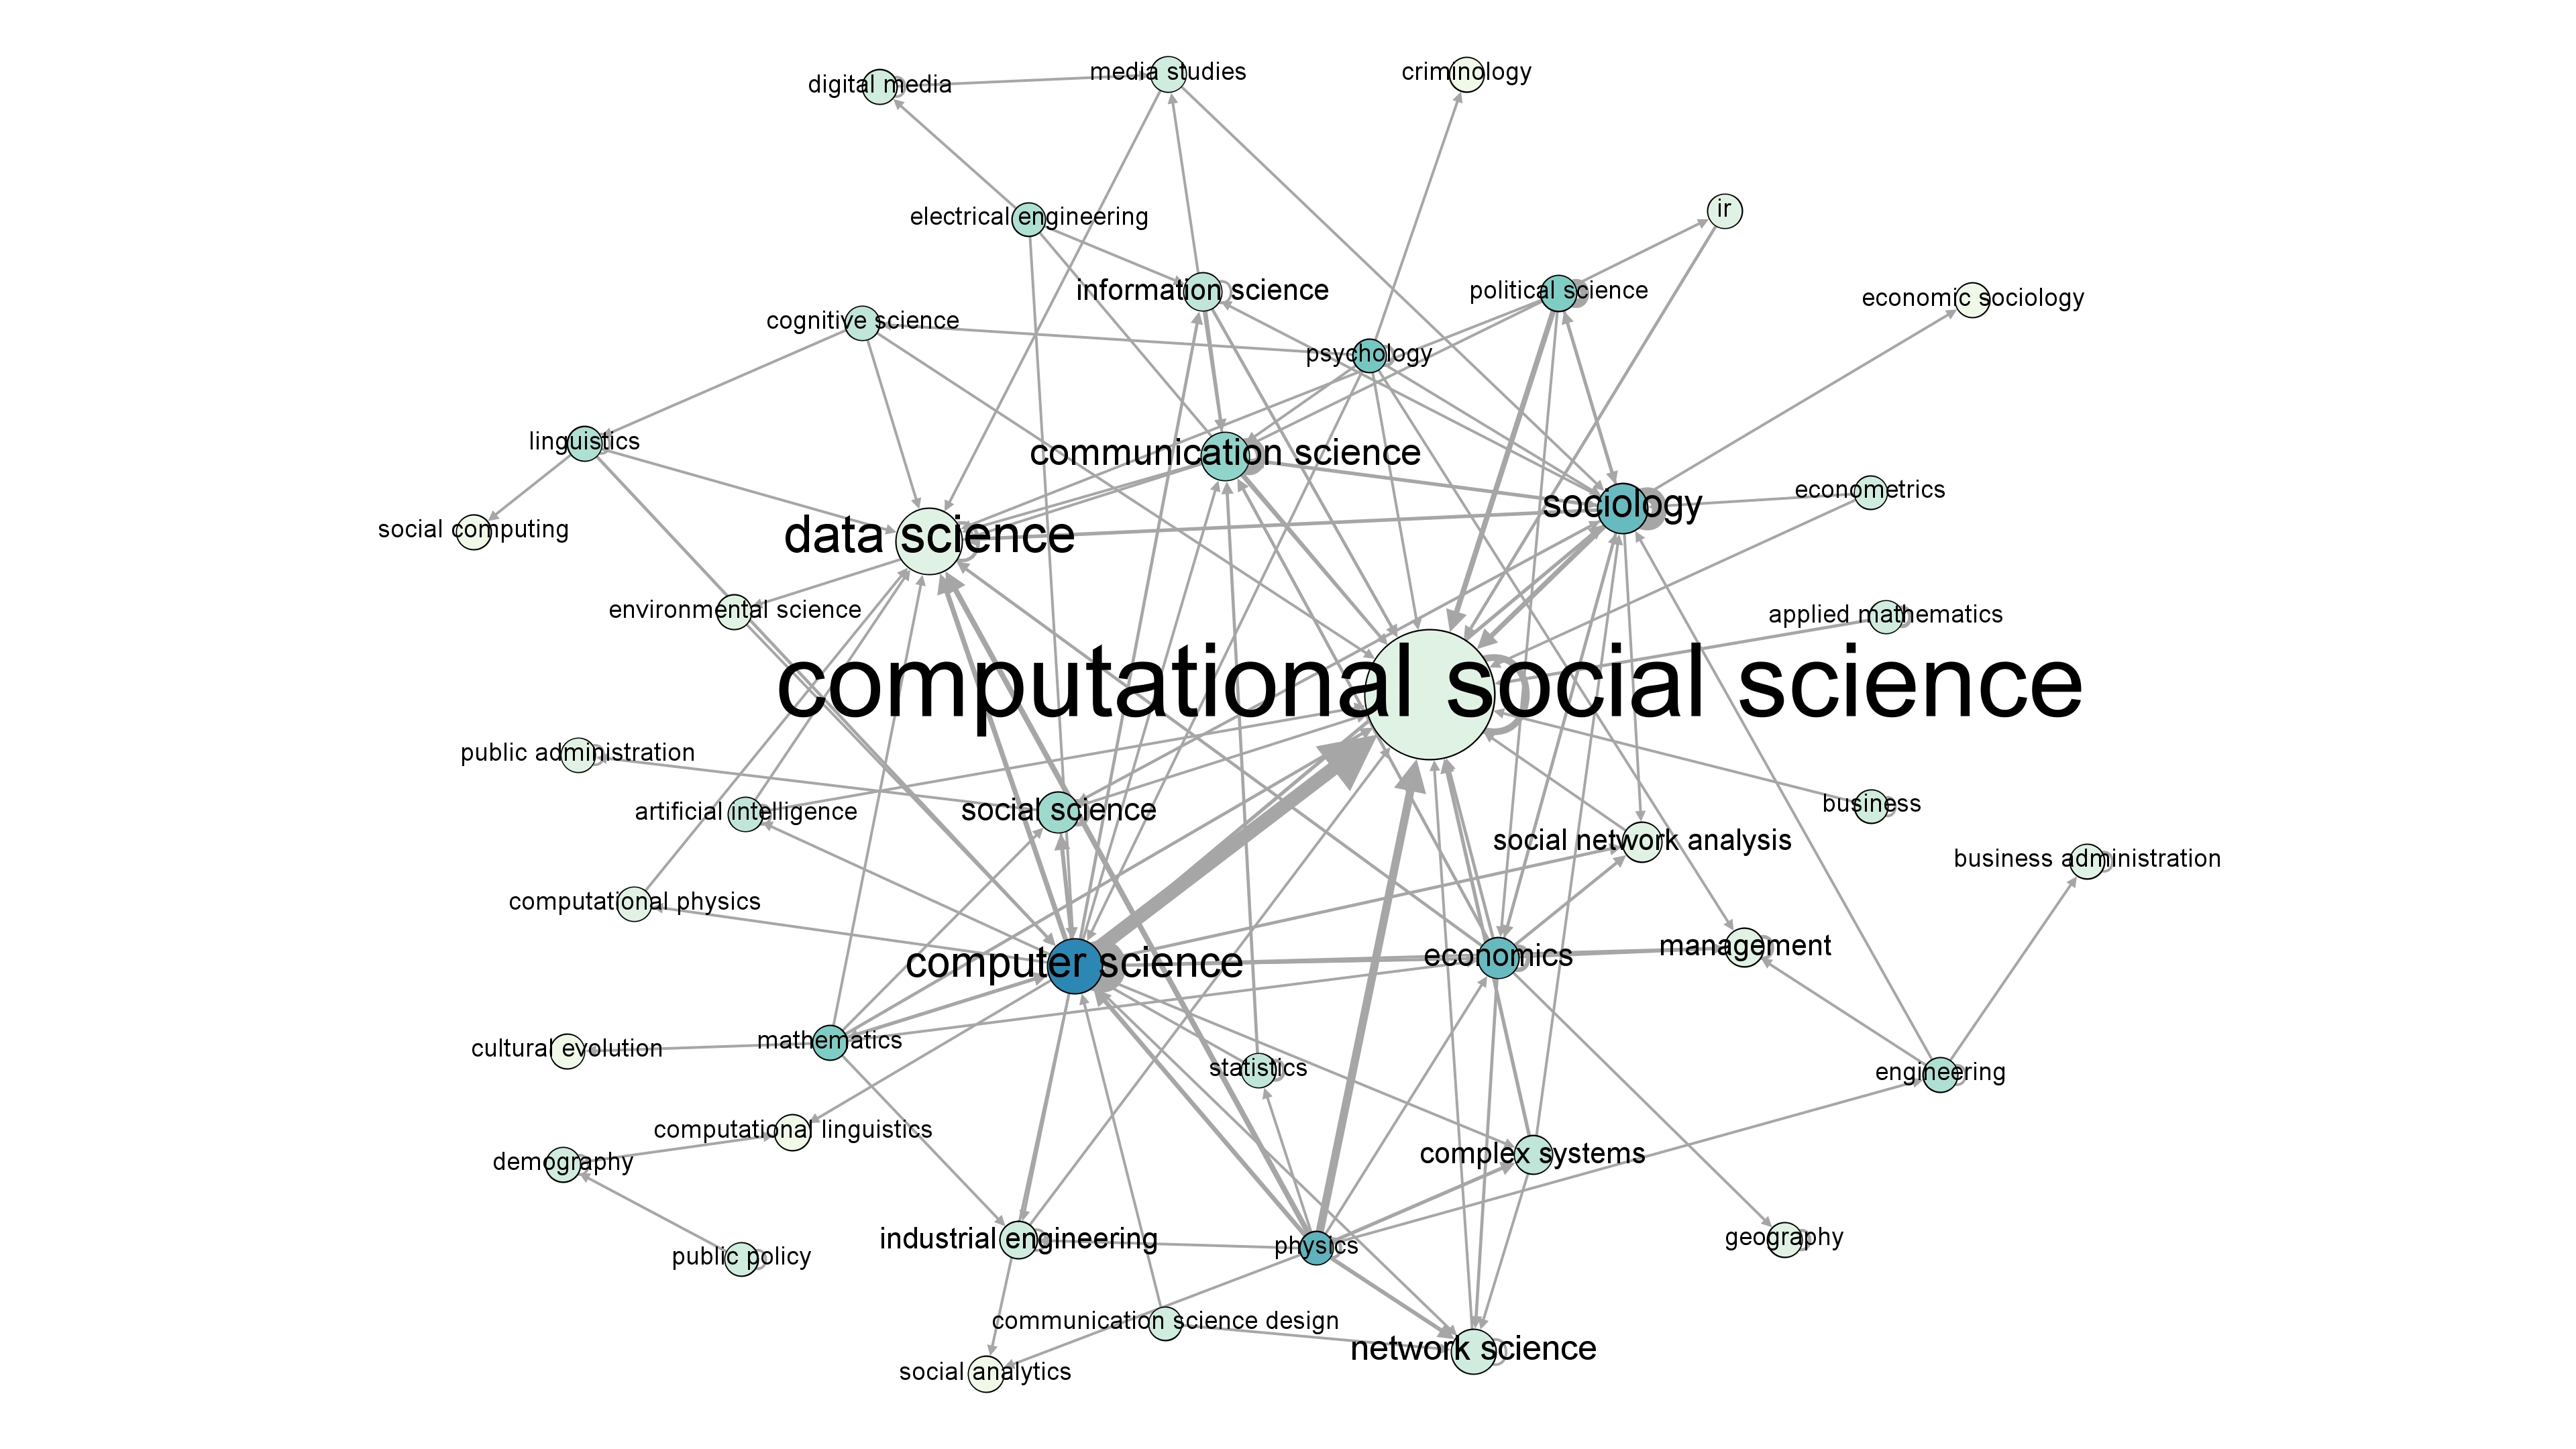 media studies
criminology
digital media
ir
electrical engineering
information science
political science
economic sociology
cognitive science
psychology
linguistics
communication science
econometrics
sociology
social computing
data science
environmental science
applied mathematics
computational social science
public administration
business
artificial intelligence
social science
social network analysis
business administration
computational physics
management
economics
computer science
mathematics
cultural evolution
statistics
engineering
computational linguistics
complex systems
demography
geography
industrial engineering
physics
public policy
communication science design
network science
social analytics